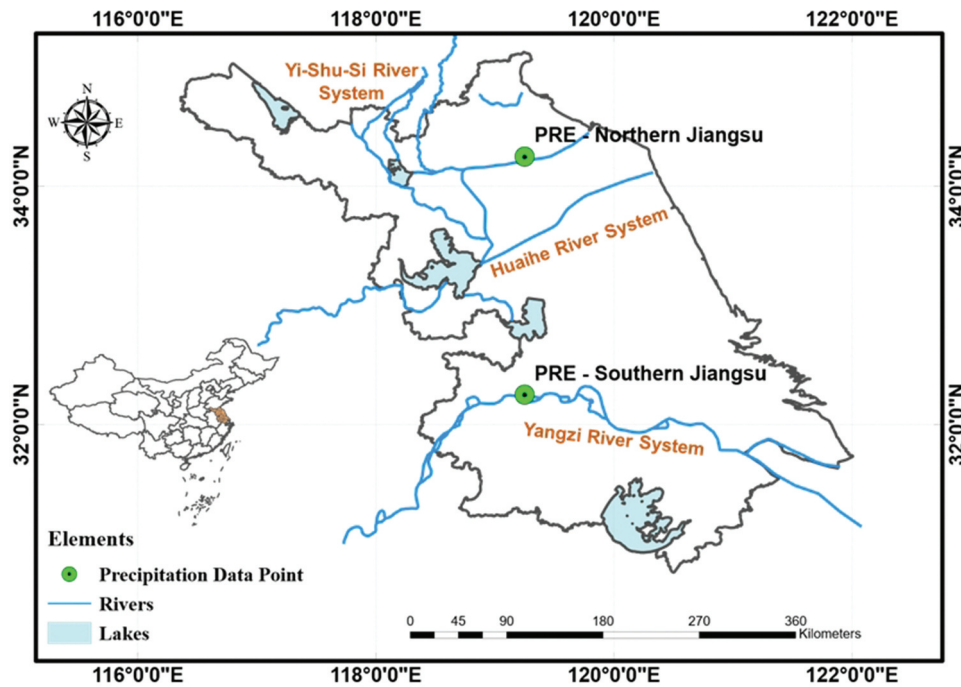 116°0'0"E 118°0'0"E 120°0'0"E 122°0'0"E
Yi-Shu-Si River
System
N
W E
S
PRE - Northern Jiangsu
34°0'0"N
34°0'0"N
Huaihe River System
PRE - Southern Jiangsu
32°0'0"N
32°0'0"N
Yangzi River System
Elements
Precipitation Data Point
Rivers
Lakes
0 45 90 180 270 360
Kilometers
116°0'0"E 118°0'0"E 120°0'0"E 122°0'0"E